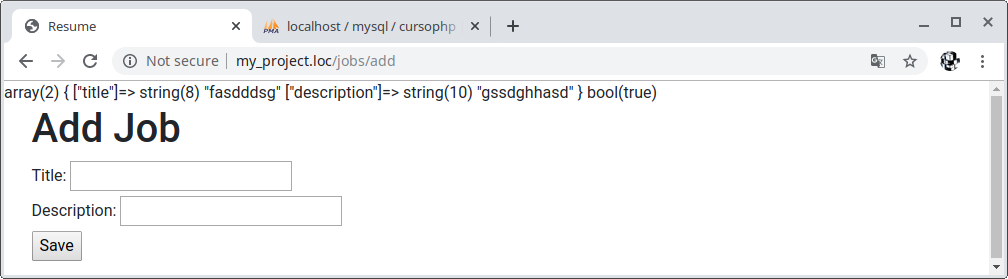 Resume
PMA
localhost / mysql / cursophp
Not secure
my_project.loc/jobs/add
array(2) { ["title"]=> string(8) "fasdddsg" ["description"]=> string(10) "gssdghhasd" } bool(true)
Add Job
Title:
Description:
Save